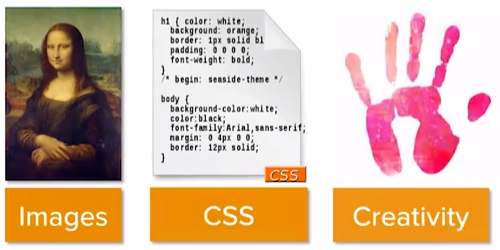 h1 { color: white;
background: orange;
border: 1px solid bl
padding: 0 0 0 0;
font-weight: bold;
}
/* begin: seaside-theme */
body {
background-color:white;
color:black;
font-family:Arial,sans-serif;
margin: 0 4px 0 0;
border: 12px solid;
}
CSS
Images
CSS
Creativity